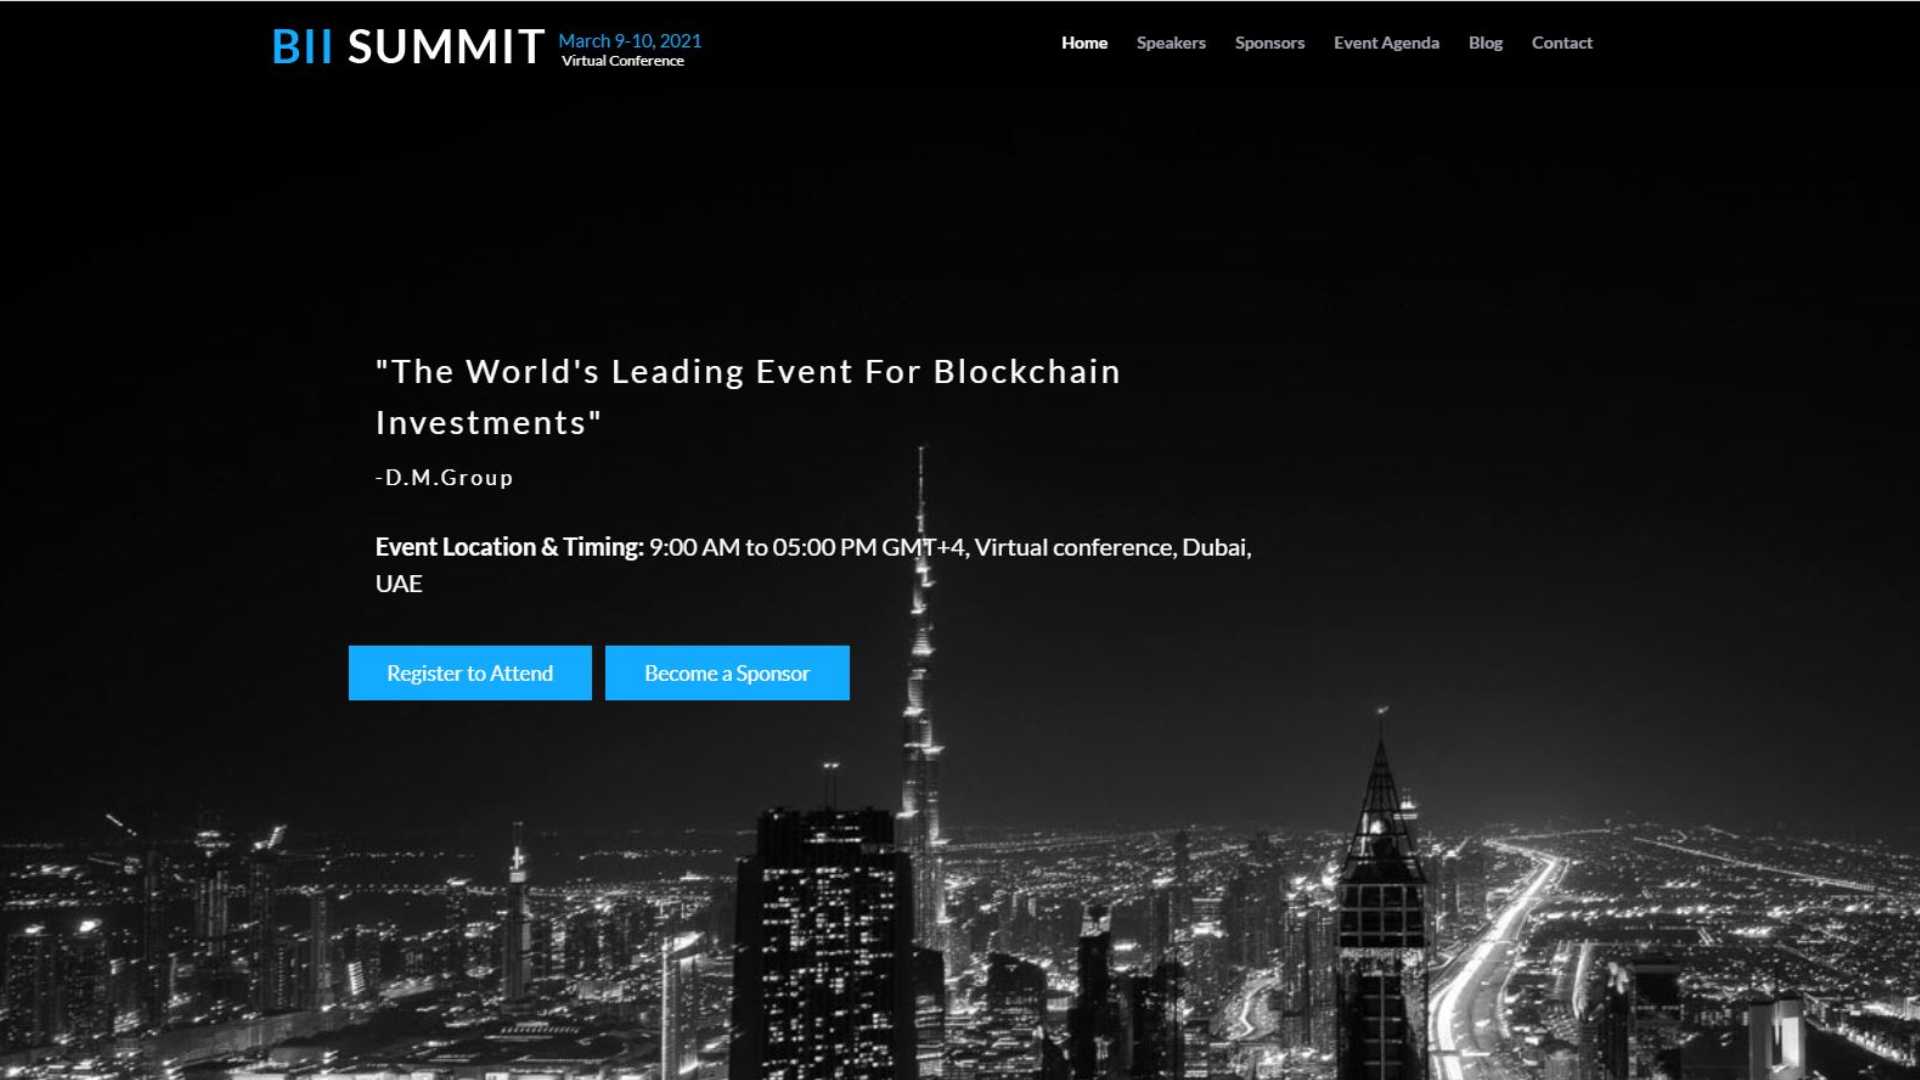 BII SUMMIT
March 9-10, 2021
Virtual Conference
Home Speakers Sponsors Event Agenda Blog Contact
"The World's Leading Event For Blockchain
Investments"
-D.M.Group
Event Location & Timing: 9:00 AM to 05:00 PM GMT+4, Virtual conference, Dubai,
UAE
Register to Attend Become a Sponsor